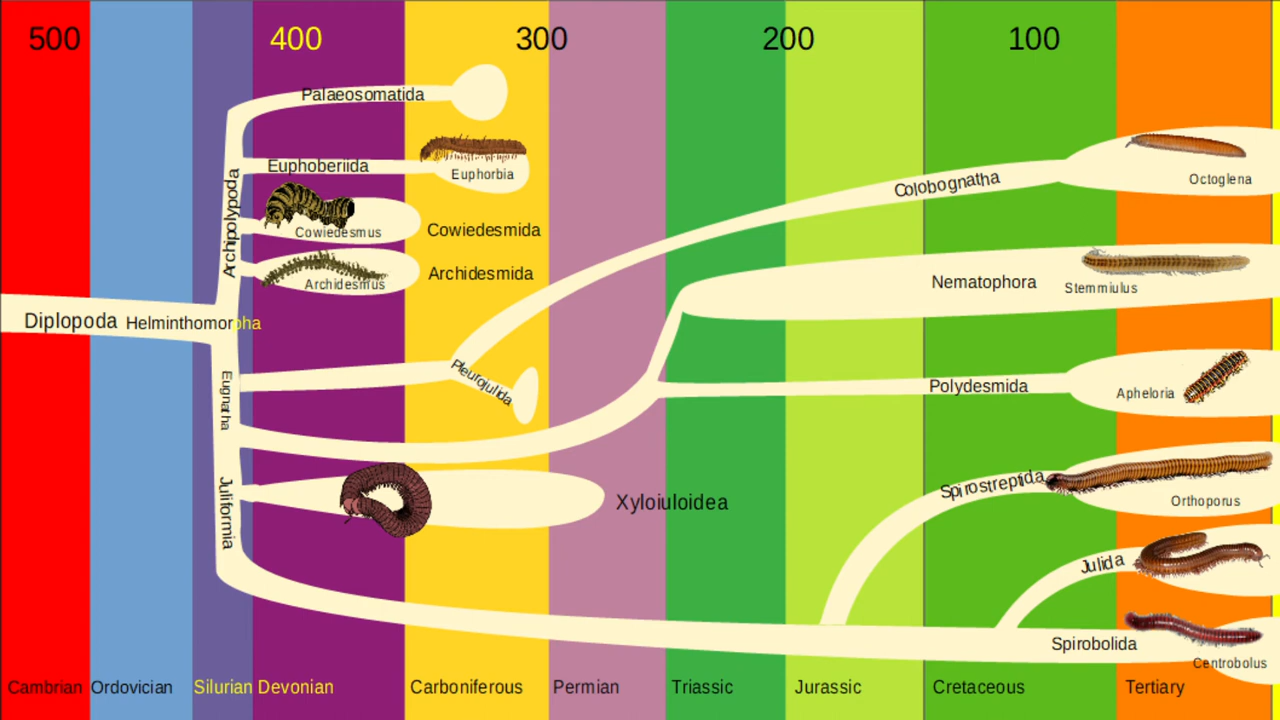 500 400 300 200 100
Palaeosomatida
Euphoberiida
Euphorbia
Cowiedesmus
Cowiedesmida
Archidesmus
Archidesmida
Archipolypoda
Diplopoda Helminthomorpha
Eugnatha
Pleurojulida
Juliformia
Xyloiuloidea
Colobognatha
Octoglena
Nematophora
Stemmiulus
Polydesmida
Apheloria
Spirostreptida
Orthoporus
Julida
Spirobolida
Centrobolus
Cambrian Ordovician Silurian Devonian Carboniferous Permian Triassic Jurassic Cretaceous Tertiary